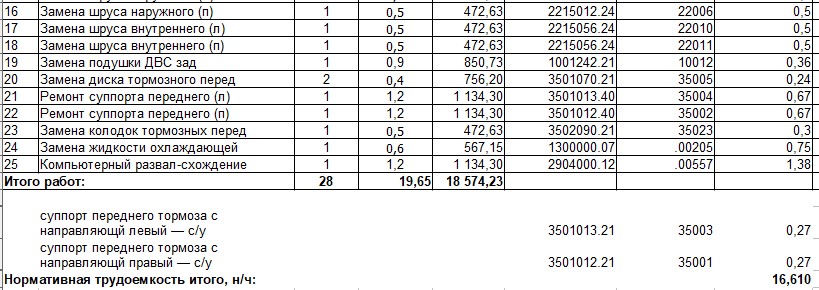 16 Замена шруса наружного (п) 1 0,5 472,63 2215012.24 22006 0,5
17 Замена шруса внутреннего (л) 1 0,5 472,63 2215056.24 22010 0,5
18 Замена шруса внутреннего (п) 1 0,5 472,63 2215056.24 22011 0,5
19 Замена подушки ДВС зад 1 0,9 850,73 1001242.21 10012 0,36
20 Замена диска тормозного перед 2 0,4 756,20 3501070.21 35005 0,24
21 Ремонт суппорта переднего (л) 1 1,2 1 134,30 3501013.40 35004 0,67
22 Ремонт суппорта переднего (п) 1 1,2 1 134,30 3501012.40 35002 0,67
23 Замена колодок тормозных перед 1 0,5 472,63 3502090.21 35023 0,3
24 Замена жидкости охлаждающей 1 0,6 567,15 1300000.07 .00205 0,75
25 Компьютерный развал-схождение 1 1,2 1 134,30 2904000.12 .00557 1,38
Итого работ: 28 19,65 18 574,23
суппорт переднего тормоза с
направляющй левый — с/у 3501013.21 35003 0,27
суппорт переднего тормоза с
направляющй правый — с/у 3501012.21 35001 0,27
Нормативная трудоемкость итого, н/ч: 16,610